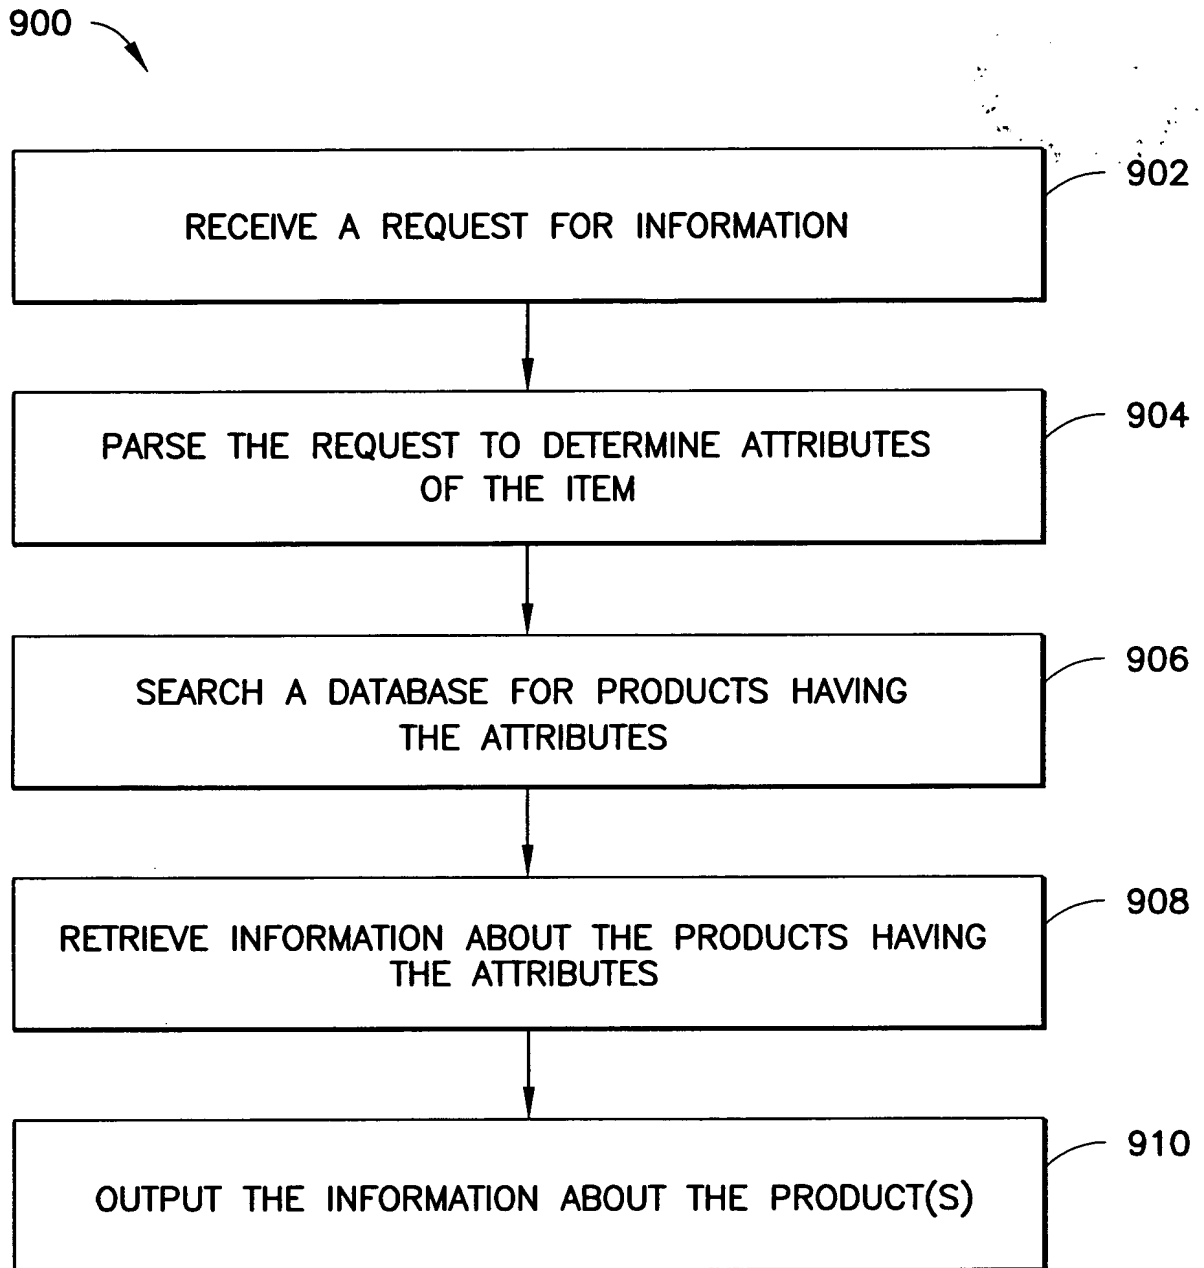 900
902
RECEIVE A REQUEST FOR INFORMATION
904
PARSE THE REQUEST TO DETERMINE ATTRIBUTES
OF THE ITEM
906
SEARCH A DATABASE FOR PRODUCTS HAVING
THE ATTRIBUTES
908
RETRIEVE INFORMATION ABOUT THE PRODUCTS HAVING
THE ATTRIBUTES
910
OUTPUT THE INFORMATION ABOUT THE PRODUCT(S)